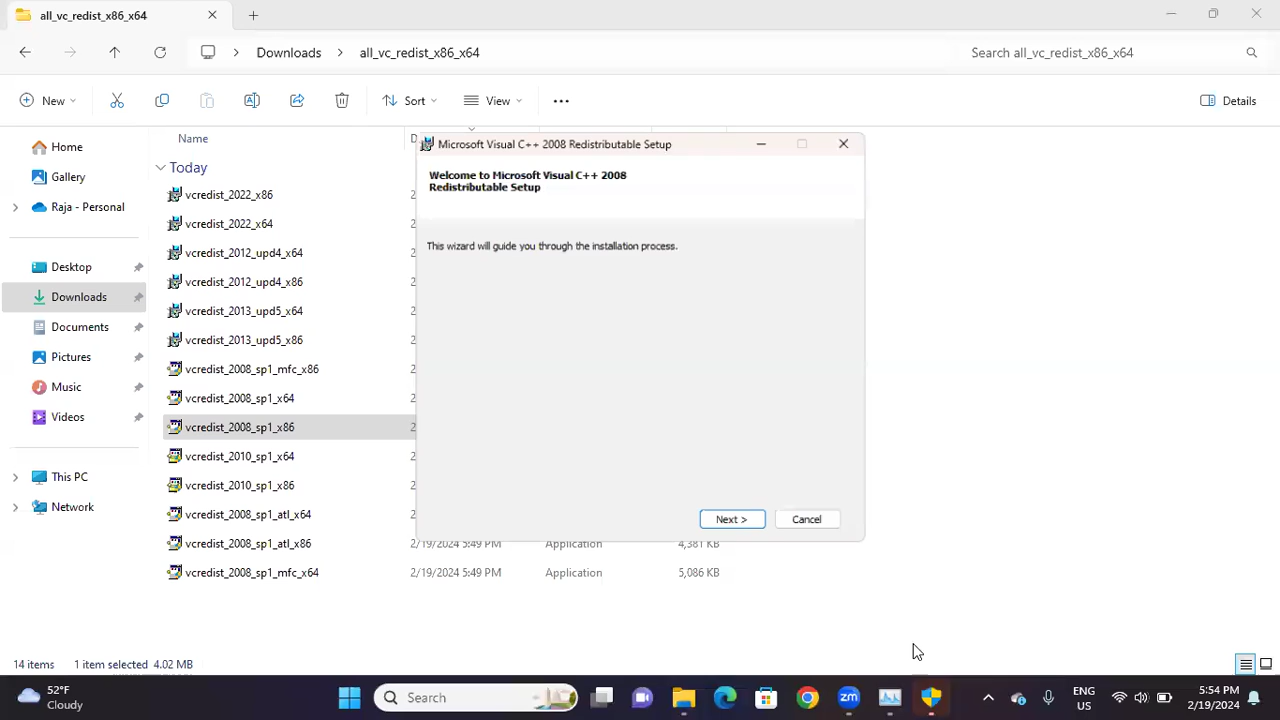 all_vc_redist_x86_x64
Downloads
all_vc_redist_x86_x64
Search all_vc_redist_x86_x64
New
Sort
View
Details
Home
Gallery
Raja - Personal
Desktop
Downloads
Documents
Pictures
Music
Videos
This PC
Network
Name
Today
vcredist_2022_x86
vcredist_2022_x64
vcredist_2012_upd4_x64
vcredist_2012_upd4_x86
vcredist_2013_upd5_x64
vcredist_2013_upd5_x86
vcredist_2008_sp1_mfc_x86
vcredist_2008_sp1_x64
vcredist_2008_sp1_x86
vcredist_2010_sp1_x64
vcredist_2010_sp1_x86
vcredist_2008_sp1_atl_x64
vcredist_2008_sp1_atl_x86 2/19/2024 5:49 PM Application 4,381 KB
vcredist_2008_sp1_mfc_x64 2/19/2024 5:49 PM Application 5,086 KB
Microsoft Visual C++ 2008 Redistributable Setup
Welcome to Microsoft Visual C++ 2008
Redistributable Setup
This wizard will guide you through the installation process.
Next >
Cancel
14 items 1 item selected 4.02 MB
52°F
Cloudy
Search
zm
ENG
US
5:54 PM
2/19/2024